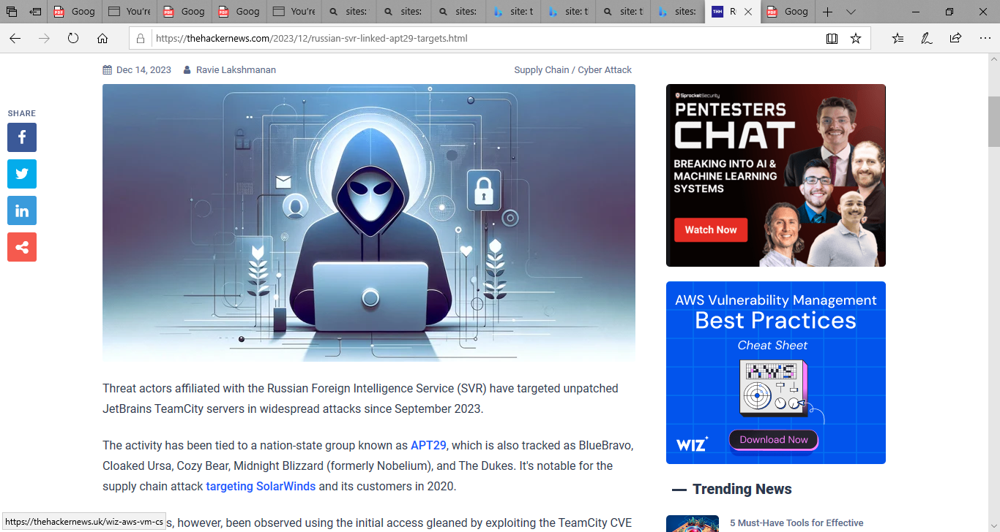 Goog
You're
Goog
Goog
You're
sites:
sites:
sites:
site: t
site: t
site: t
sites:
THN
Goog
https://thehackernews.com/2023/12/russian-svr-linked-apt29-targets.html
Dec 14, 2023 Ravie Lakshmanan Supply Chain / Cyber Attack
SHARE
SprocketSecurity
PENTESTERS
CHAT
BREAKING INTO AI &
MACHINE LEARNING
SYSTEMS
Watch Now
AWS Vulnerability Management
Best Practices
Cheat Sheet
AWS
WIZ
Download Now
Threat actors affiliated with the Russian Foreign Intelligence Service (SVR) have targeted unpatched
JetBrains TeamCity servers in widespread attacks since September 2023.
The activity has been tied to a nation-state group known as APT29, which is also tracked as BlueBravo,
Cloaked Ursa, Cozy Bear, Midnight Blizzard (formerly Nobelium), and The Dukes. It's notable for the
supply chain attack targeting SolarWinds and its customers in 2020.
Trending News
https://thehackernews.uk/wiz-aws-vm-cs
s, however, been observed using the initial access gleaned by exploiting the TeamCity CVE
5 Must-Have Tools for Effective